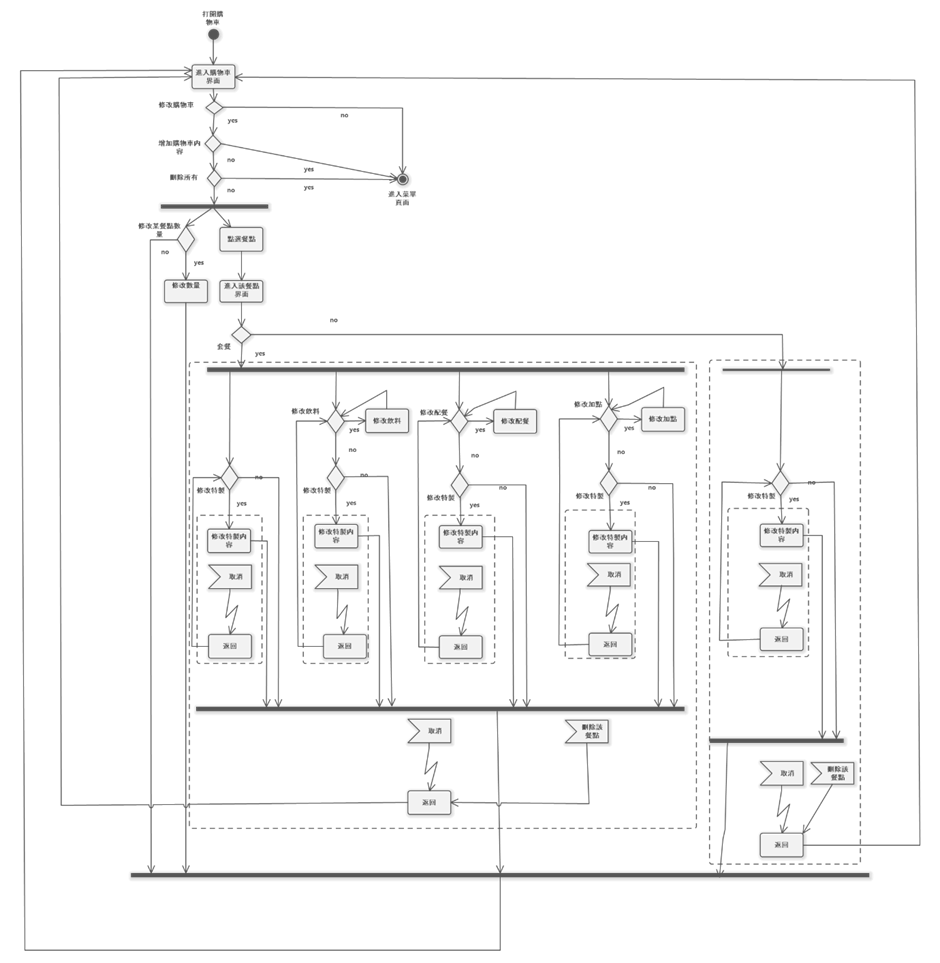 打開購
物車
進入購物車
界面
修改購物車
no
yes
增加購物車內
容
no
yes
刪除所有
yes
no
進入菜單
頁面
修改某餐點數
量
點選餐點
no
yes
修改數量
進入該餐點
界面
no
套餐
yes
修改飲料
修改飲料
yes
no
修改配餐
修改配餐
yes
no
修改加點
修改加點
yes
no
修改特製
no
yes
修改特製
no
yes
修改特製
no
yes
修改特製
no
yes
修改特製
no
yes
修改特製內
容
修改特製內
容
修改特製內
容
修改特製內
容
修改特製內
容
取消
取消
取消
取消
取消
返回
返回
返回
返回
返回
取消
刪除該
餐點
返回
取消
刪除該
餐點
返回